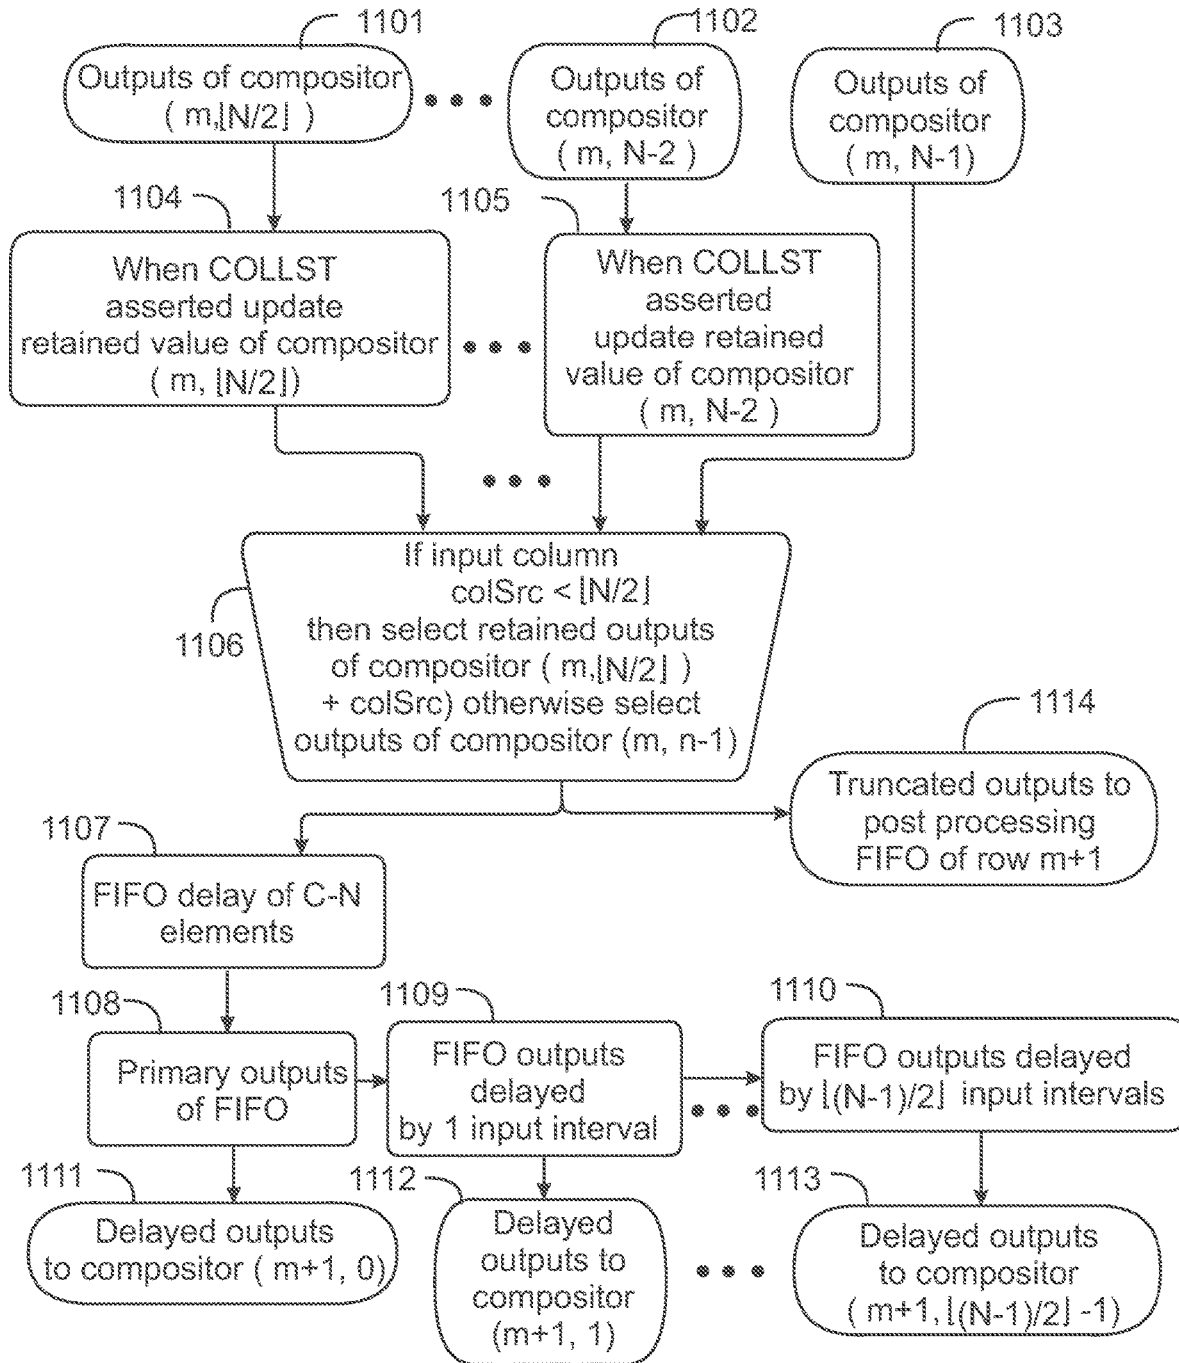 1101
Outputs of compositor
( m,⌊N/2⌋ )
1102
Outputs of
compositor
( m, N-2 )
1103
Outputs of
compositor
( m, N-1)
1104
When COLLST
asserted update
retained value of compositor
( m, ⌊N/2⌋)
1105
When COLLST
asserted
update retained
value of compositor
( m, N-2 )
1106
If input column
colSrc < ⌊N/2⌋
then select retained outputs
of compositor ( m,⌊N/2⌋ )
+ colSrc) otherwise select
outputs of compositor (m, n-1)
1114
Truncated outputs to
post processing
FIFO of row m+1
1107
FIFO delay of C-N
elements
1108
Primary outputs
of FIFO
1109
FIFO outputs
delayed
by 1 input interval
1110
FIFO outputs delayed
by ⌊(N-1)/2⌋ input intervals
1111
Delayed outputs
to compositor ( m+1, 0)
1112
Delayed
outputs to
compositor
(m+1, 1)
1113
Delayed outputs
to compositor
( m+1, ⌊(N-1)/2⌋ -1)